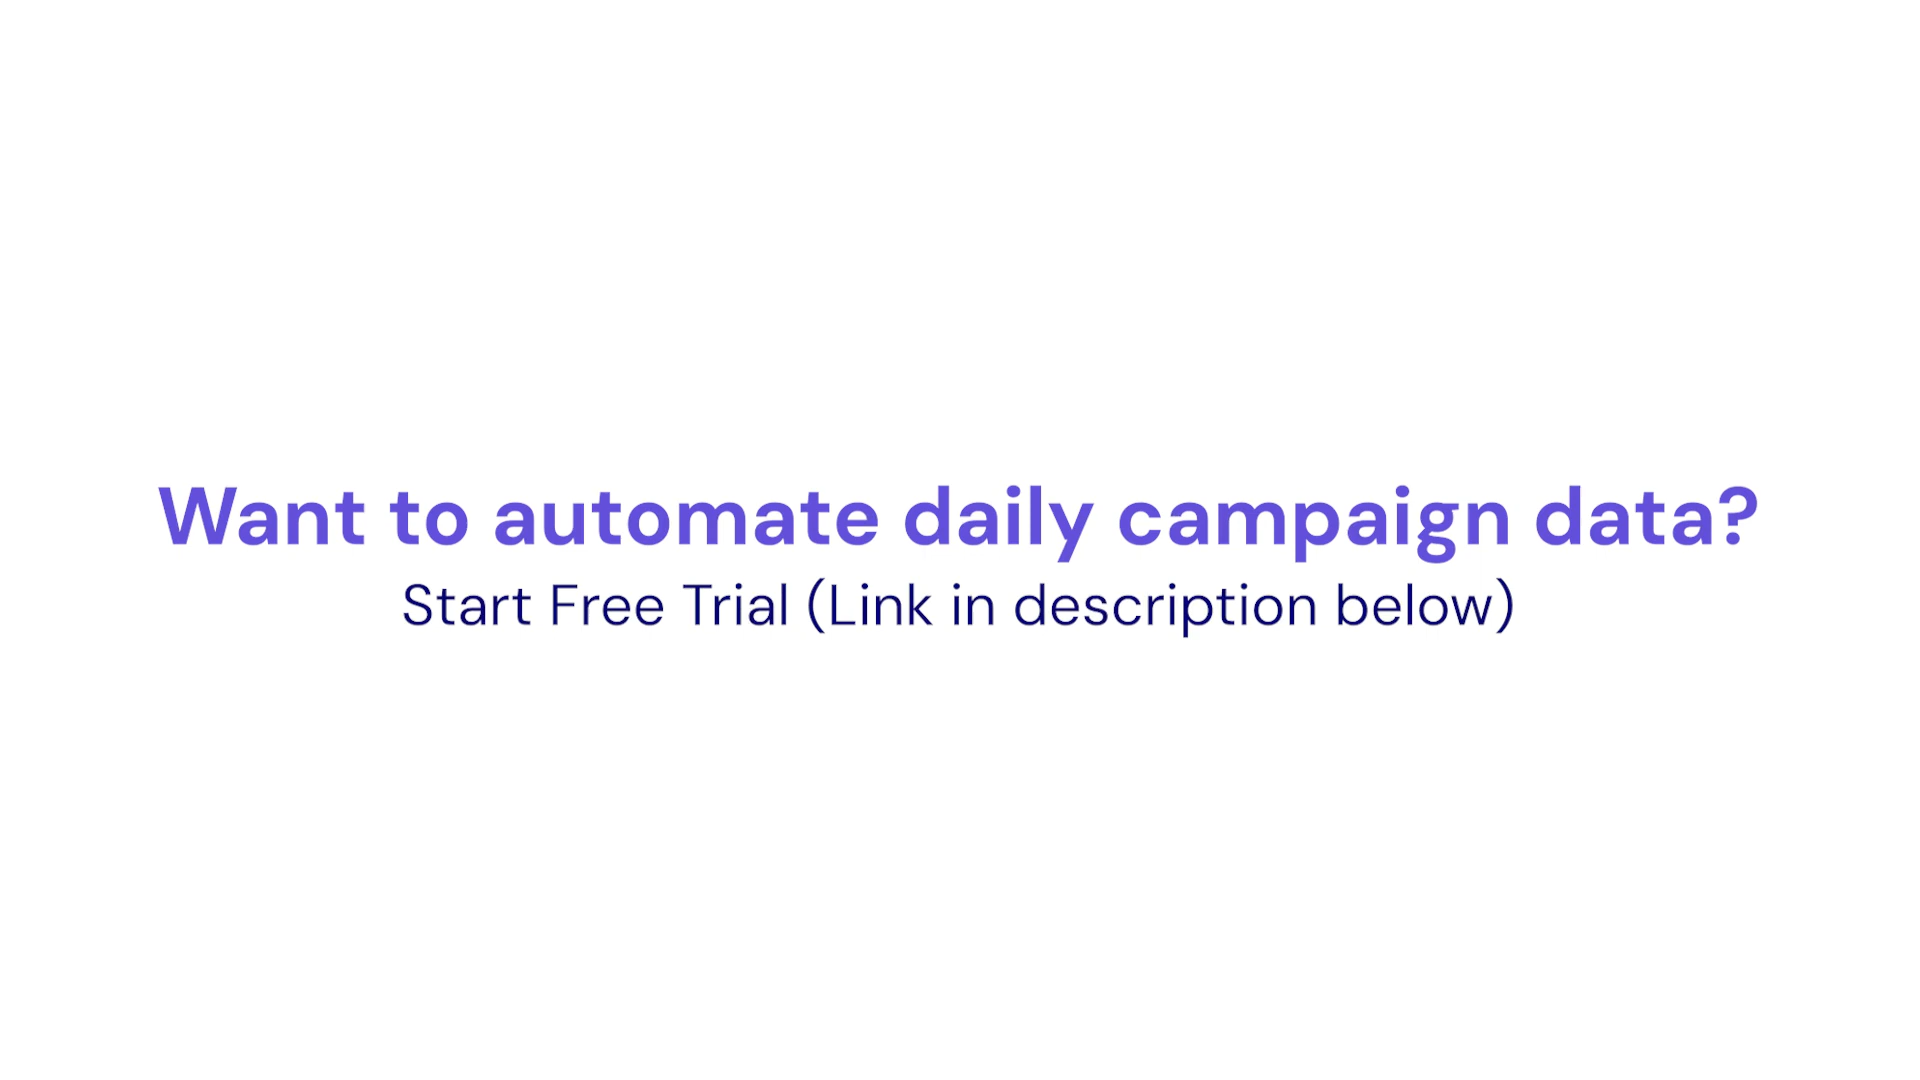 Want to automate daily campaign data?
Start Free Trial (Link in description below)